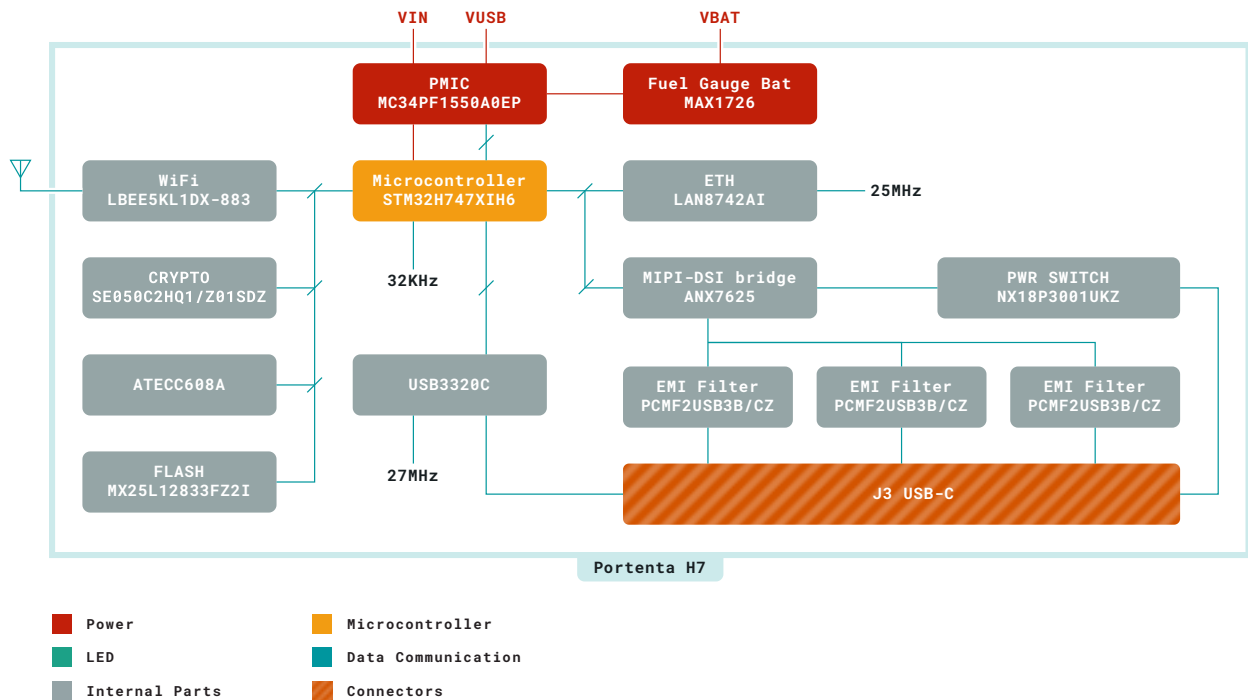 VIN
VUSB
VBAT
PMIC
MC34PF1550A0EP
Fuel Gauge Bat
MAX1726
WiFi
LBEE5KL1DX-883
Microcontroller
STM32H747XIH6
ETH
LAN8742AI
25MHz
CRYPTO
SE050C2HQ1/Z01SDZ
32KHz
MIPI-DSI bridge
ANX7625
PWR SWITCH
NX18P3001UKZ
ATECC608A
USB3320C
EMI Filter
PCMF2USB3B/CZ
EMI Filter
PCMF2USB3B/CZ
EMI Filter
PCMF2USB3B/CZ
FLASH
MX25L12833FZ2I
27MHz
J3 USB-C
Portenta H7
Power
Microcontroller
LED
Data Communication
Internal Parts
Connectors